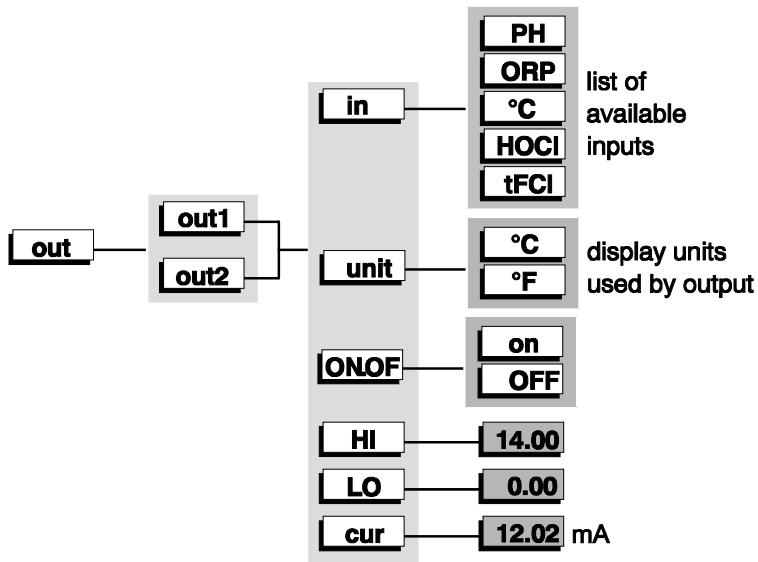 out
out1
out2
in
PH
ORP
°C
HOCl
tFCl
list of
available
inputs
unit
°C
°F
display units
used by output
ON.OF
on
OFF
HI
14.00
LO
0.00
cur
12.02 mA